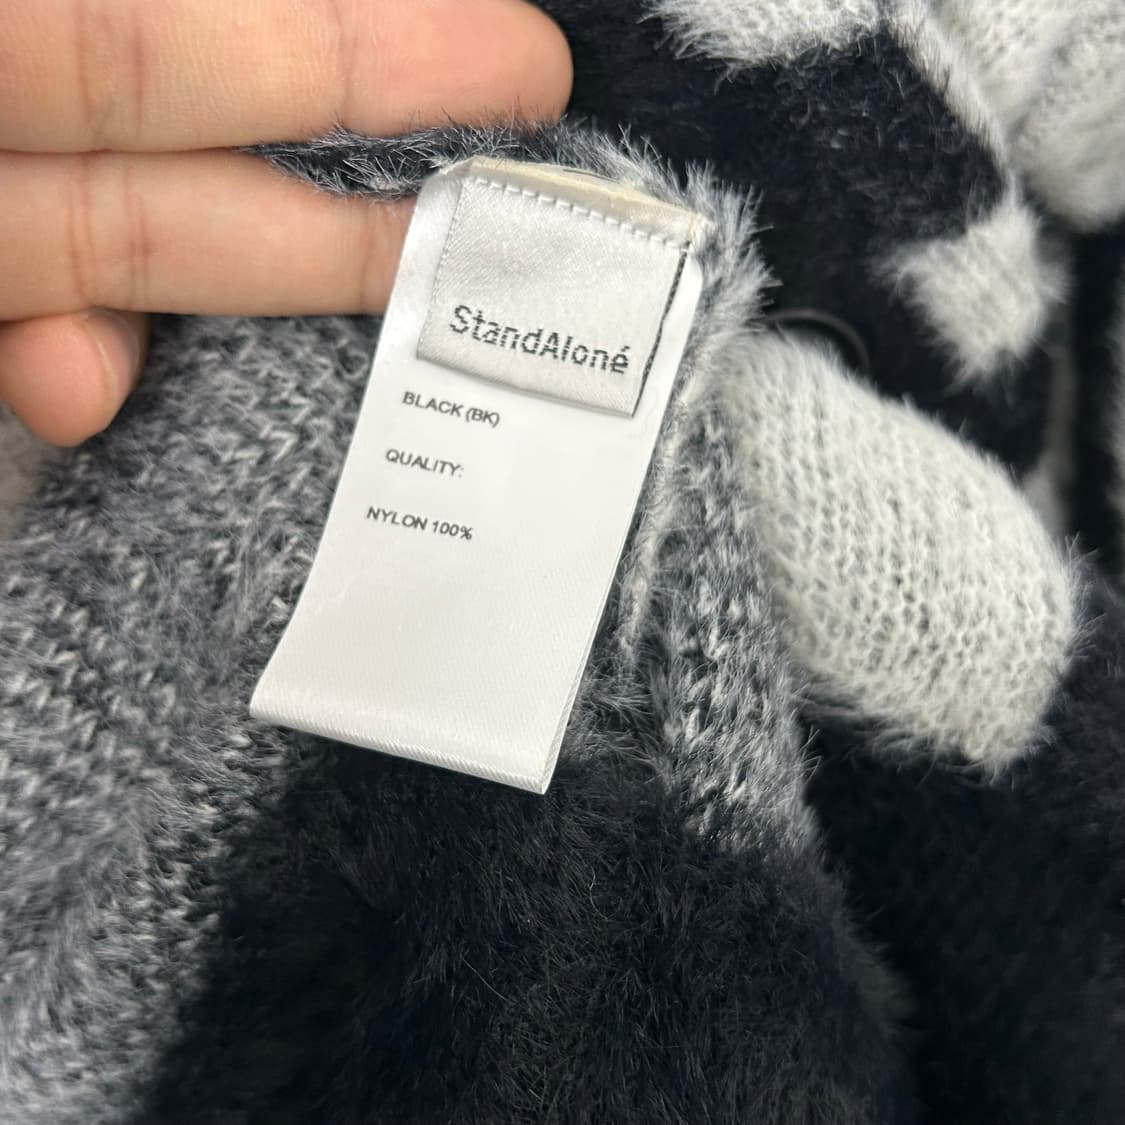 StandAloné
BLACK (BK)
QUALITY:
NYLON 100%